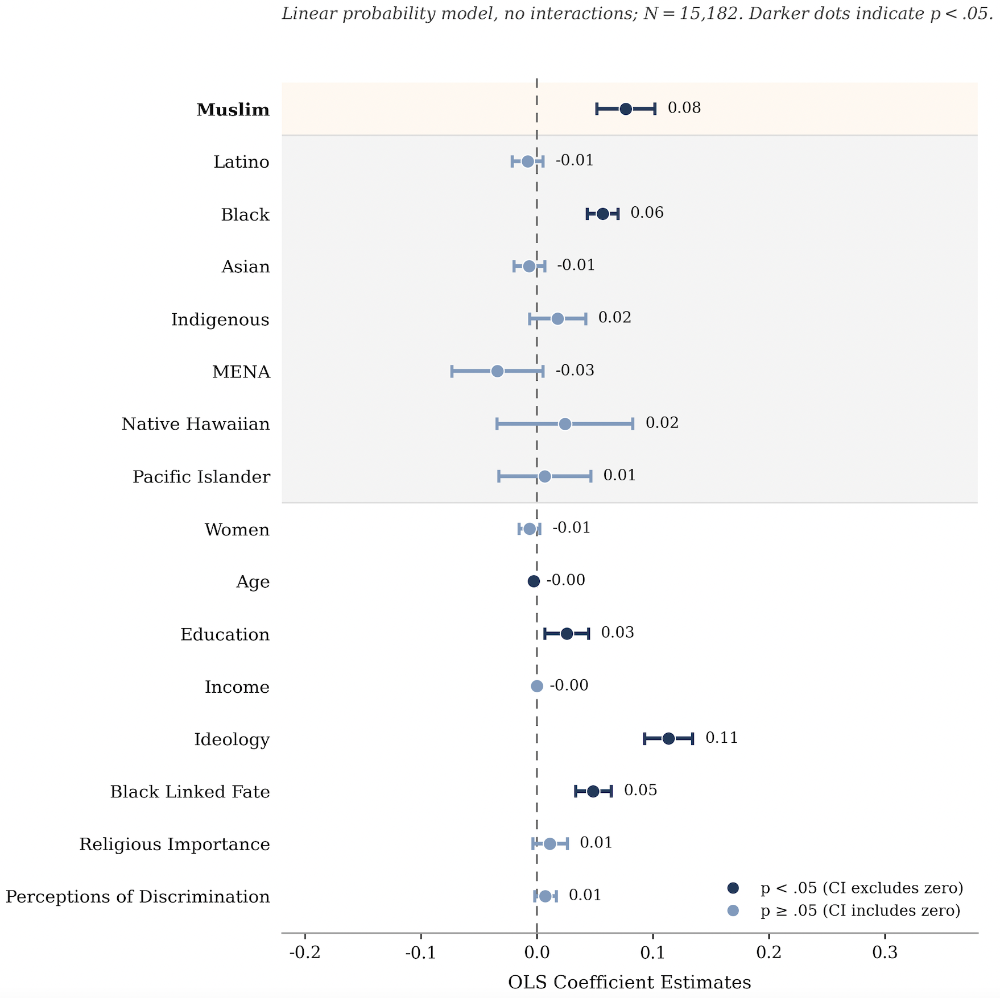 Linear probability model, no interactions; N = 15,182. Darker dots indicate p < .05.
Muslim 0.08
Latino -0.01
Black 0.06
Asian -0.01
Indigenous 0.02
MENA -0.03
Native Hawaiian 0.02
Pacific Islander 0.01
Women -0.01
Age -0.00
Education 0.03
Income -0.00
Ideology 0.11
Black Linked Fate 0.05
Religious Importance 0.01
Perceptions of Discrimination 0.01
p < .05 (CI excludes zero)
p ≥ .05 (CI includes zero)
-0.2 -0.1 0.0 0.1 0.2 0.3
OLS Coefficient Estimates